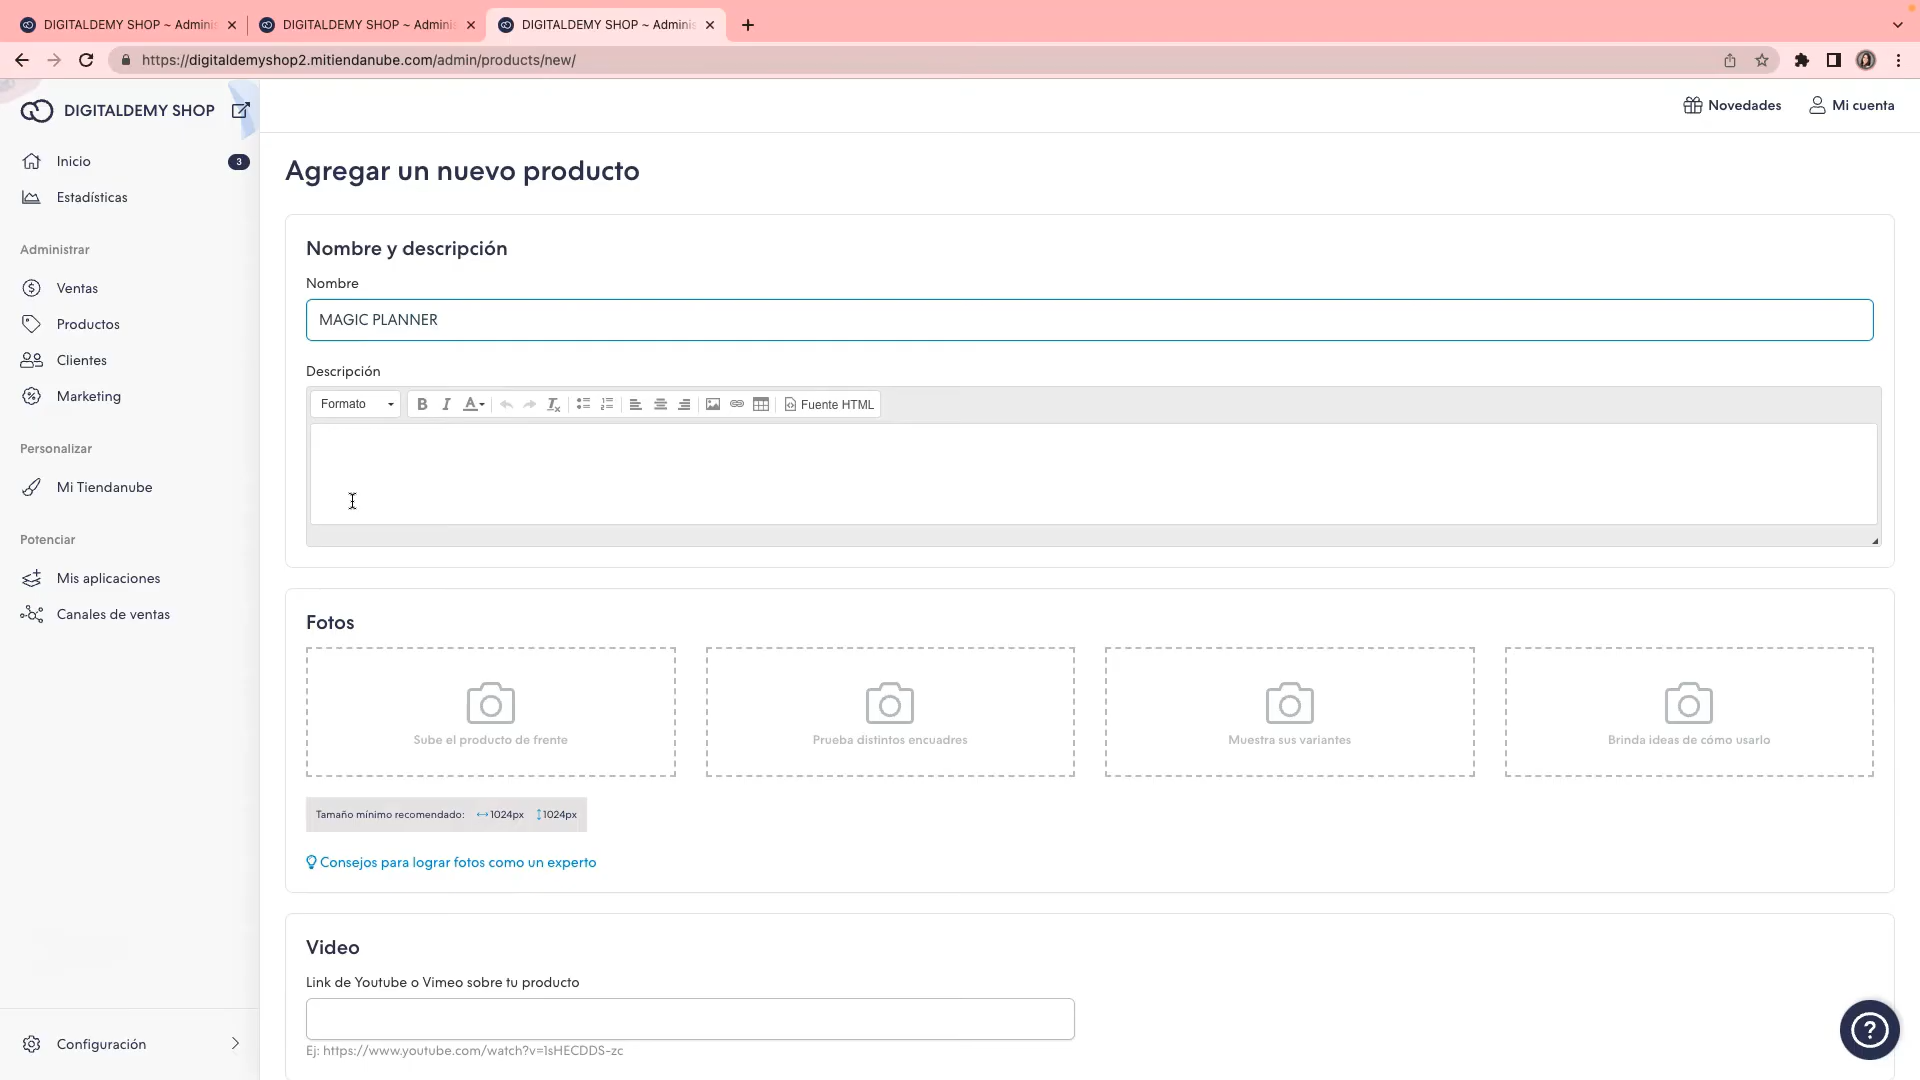 DIGITALDEMY SHOP ~ Adminis
DIGITALDEMY SHOP ~ Adminis
DIGITALDEMY SHOP ~ Adminis
https://digitaldemyshop2.mitiendanube.com/admin/products/new/
DIGITALDEMY SHOP
Novedades
Mi cuenta
Inicio
3
Estadísticas
Administrar
Ventas
Productos
Clientes
Marketing
Personalizar
Mi Tiendanube
Potenciar
Mis aplicaciones
Canales de ventas
Configuración
Agregar un nuevo producto
Nombre y descripción
Nombre
MAGIC PLANNER
Descripción
Formato
Fuente HTML
Fotos
Sube el producto de frente
Prueba distintos encuadres
Muestra sus variantes
Brinda ideas de cómo usarlo
Tamaño mínimo recomendado: 1024px 1024px
Consejos para lograr fotos como un experto
Video
Link de Youtube o Vimeo sobre tu producto
Ej: https://www.youtube.com/watch?v=1sHECDDS-zc